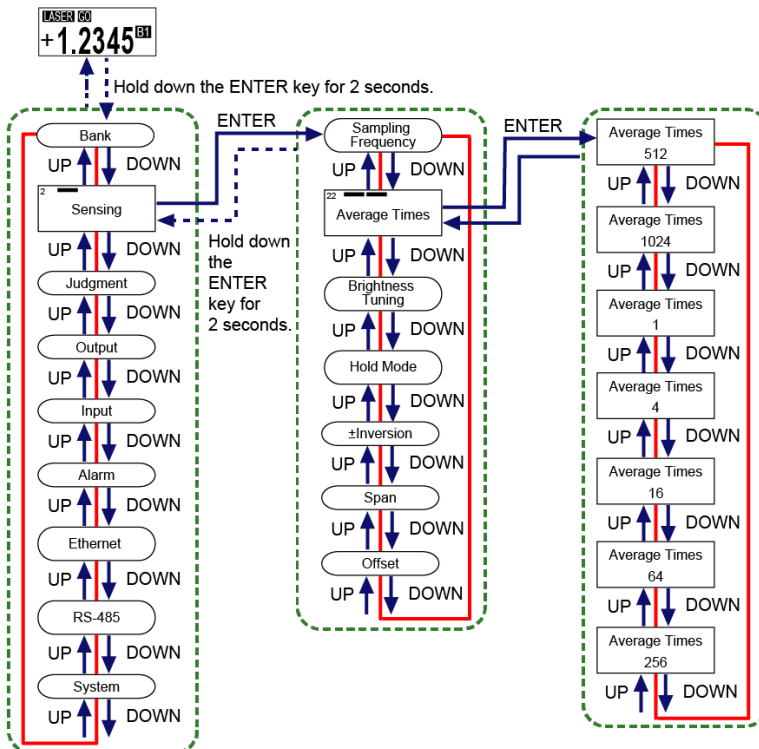 LASER GO
+1.2345 B1
Hold down the ENTER key for 2 seconds.
Bank
UP DOWN
2
Sensing
UP DOWN
Judgment
UP DOWN
Output
UP DOWN
Input
UP DOWN
Alarm
UP DOWN
Ethernet
UP DOWN
RS-485
UP DOWN
System
UP DOWN
ENTER
Hold down
the
ENTER
key for
2 seconds.
Sampling
Frequency
UP DOWN
22
Average Times
UP DOWN
Brightness
Tuning
UP DOWN
Hold Mode
UP DOWN
±Inversion
UP DOWN
Span
UP DOWN
Offset
UP DOWN
ENTER
Average Times
512
UP DOWN
Average Times
1024
UP DOWN
Average Times
1
UP DOWN
Average Times
4
UP DOWN
Average Times
16
UP DOWN
Average Times
64
UP DOWN
Average Times
256
UP DOWN